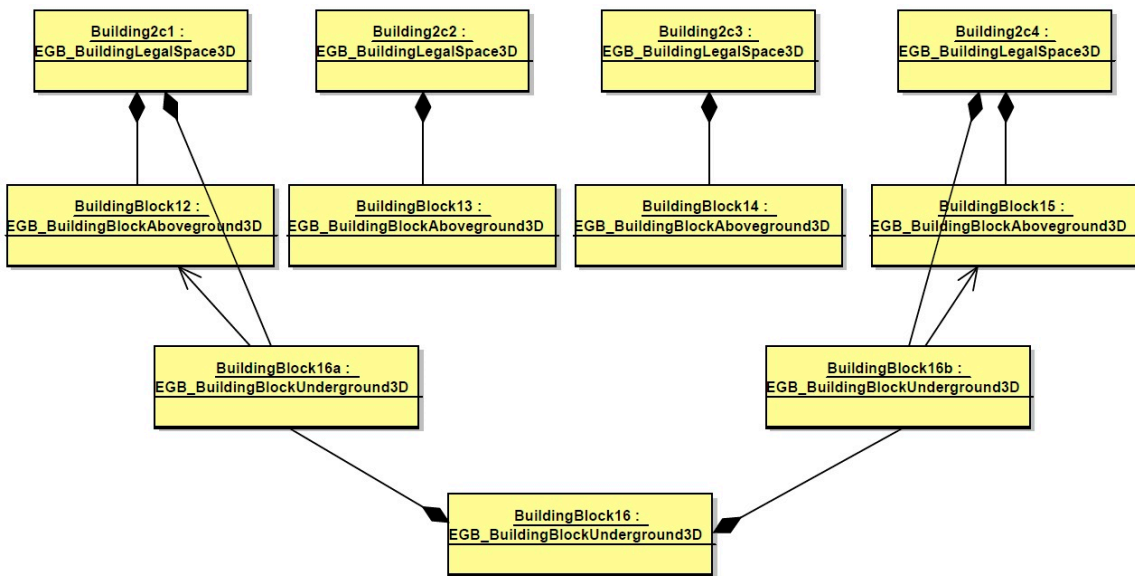 Building2c1 :
EGB_BuildingLegalSpace3D
Building2c2 :
EGB_BuildingLegalSpace3D
Building2c3 :
EGB_BuildingLegalSpace3D
Building2c4 :
EGB_BuildingLegalSpace3D
BuildingBlock12 :
EGB_BuildingBlockAboveground3D
BuildingBlock13 :
EGB_BuildingBlockAboveground3D
BuildingBlock14 :
EGB_BuildingBlockAboveground3D
BuildingBlock15 :
EGB_BuildingBlockAboveground3D
BuildingBlock16a :
EGB_BuildingBlockUnderground3D
BuildingBlock16b :
EGB_BuildingBlockUnderground3D
BuildingBlock16 :
EGB_BuildingBlockUnderground3D